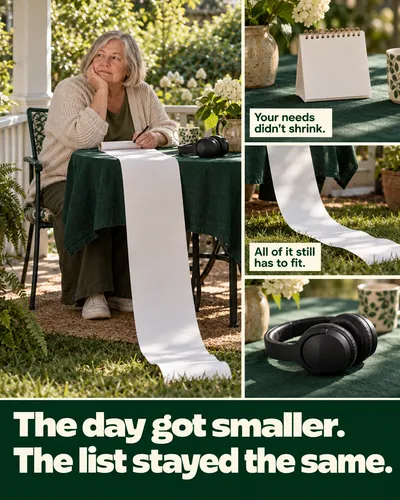 Your needs
didn't shrink.
All of it still
has to fit.
The day got smaller.
The list stayed the same.